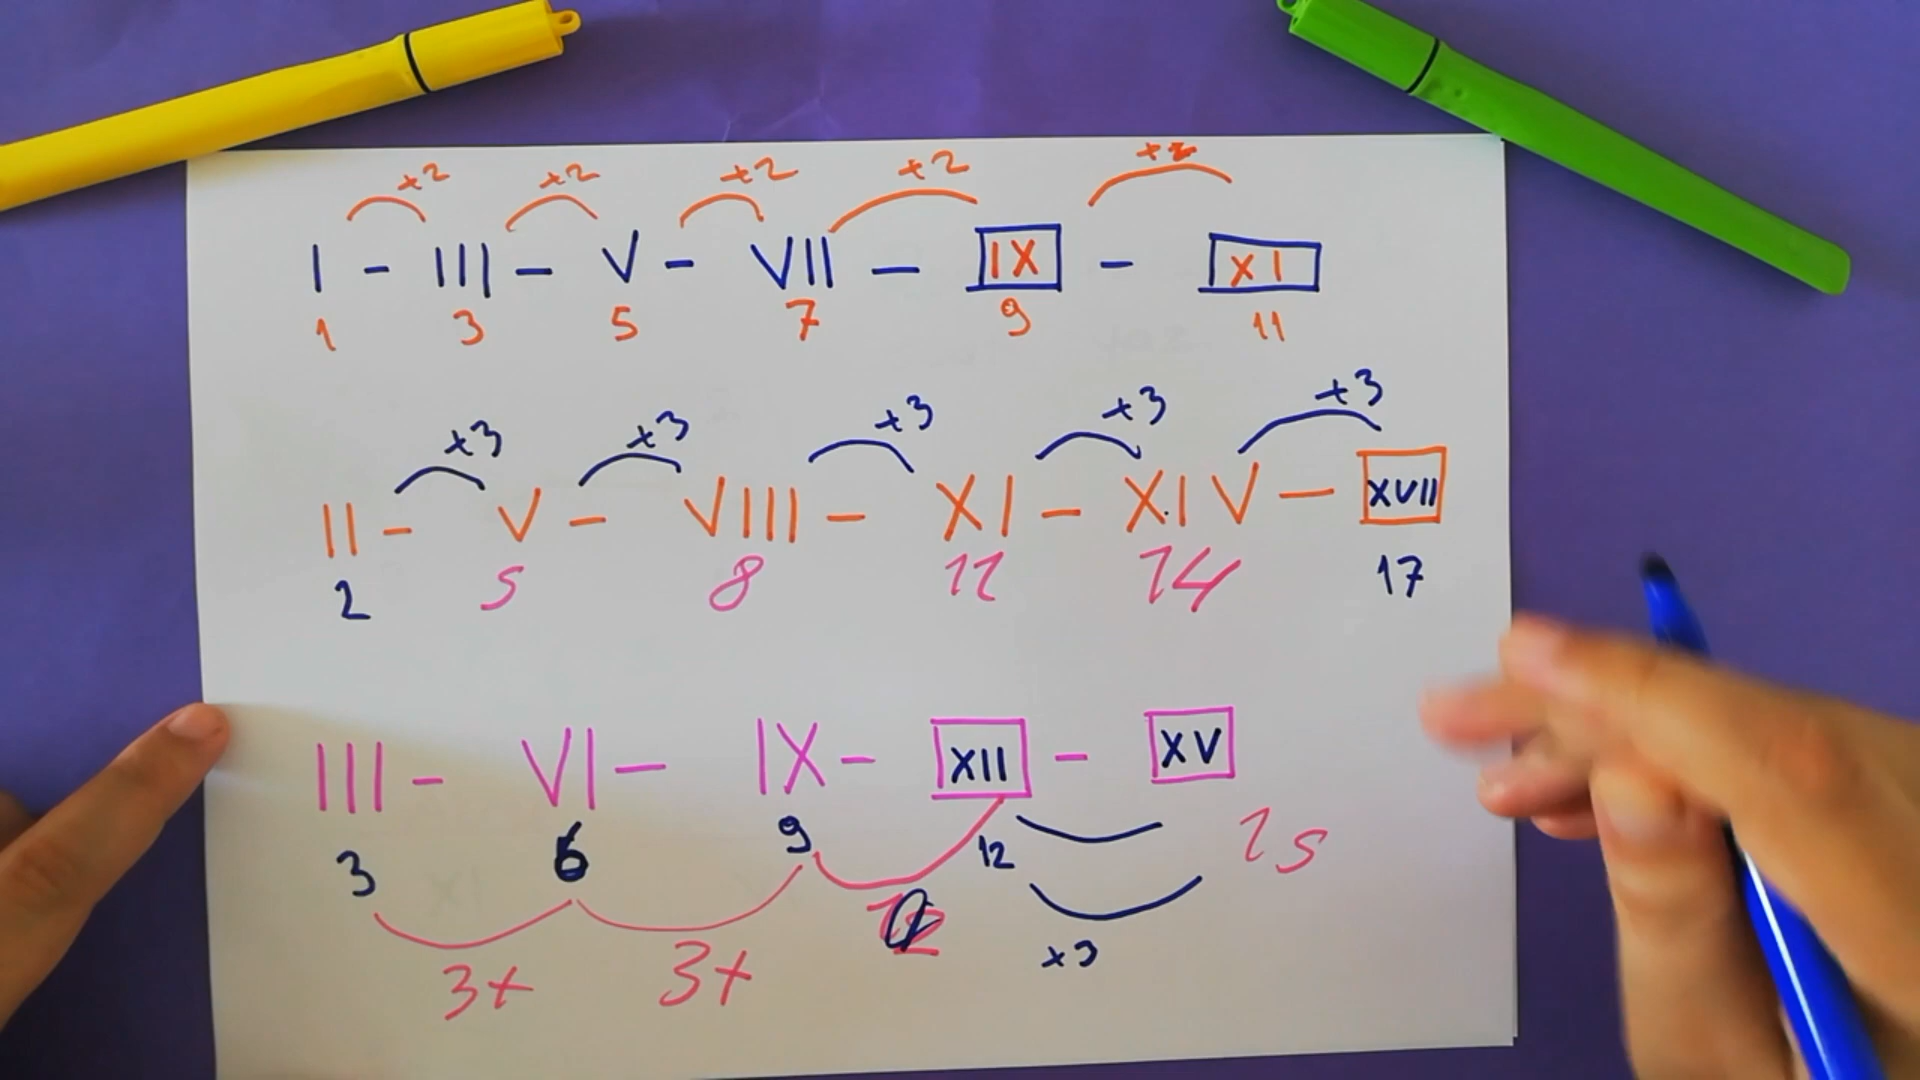 +2 +2 +2 +2 +2
I - III - V - VII - IX - XI
1 3 5 7 9 11
+3 +3 +3 +3 +3
II - V - VIII - XI - XIV - XVII
2 5 8 11 14 17
III - VI - IX - XII - XV
3 6 9 12 15
3+ 3+ +3